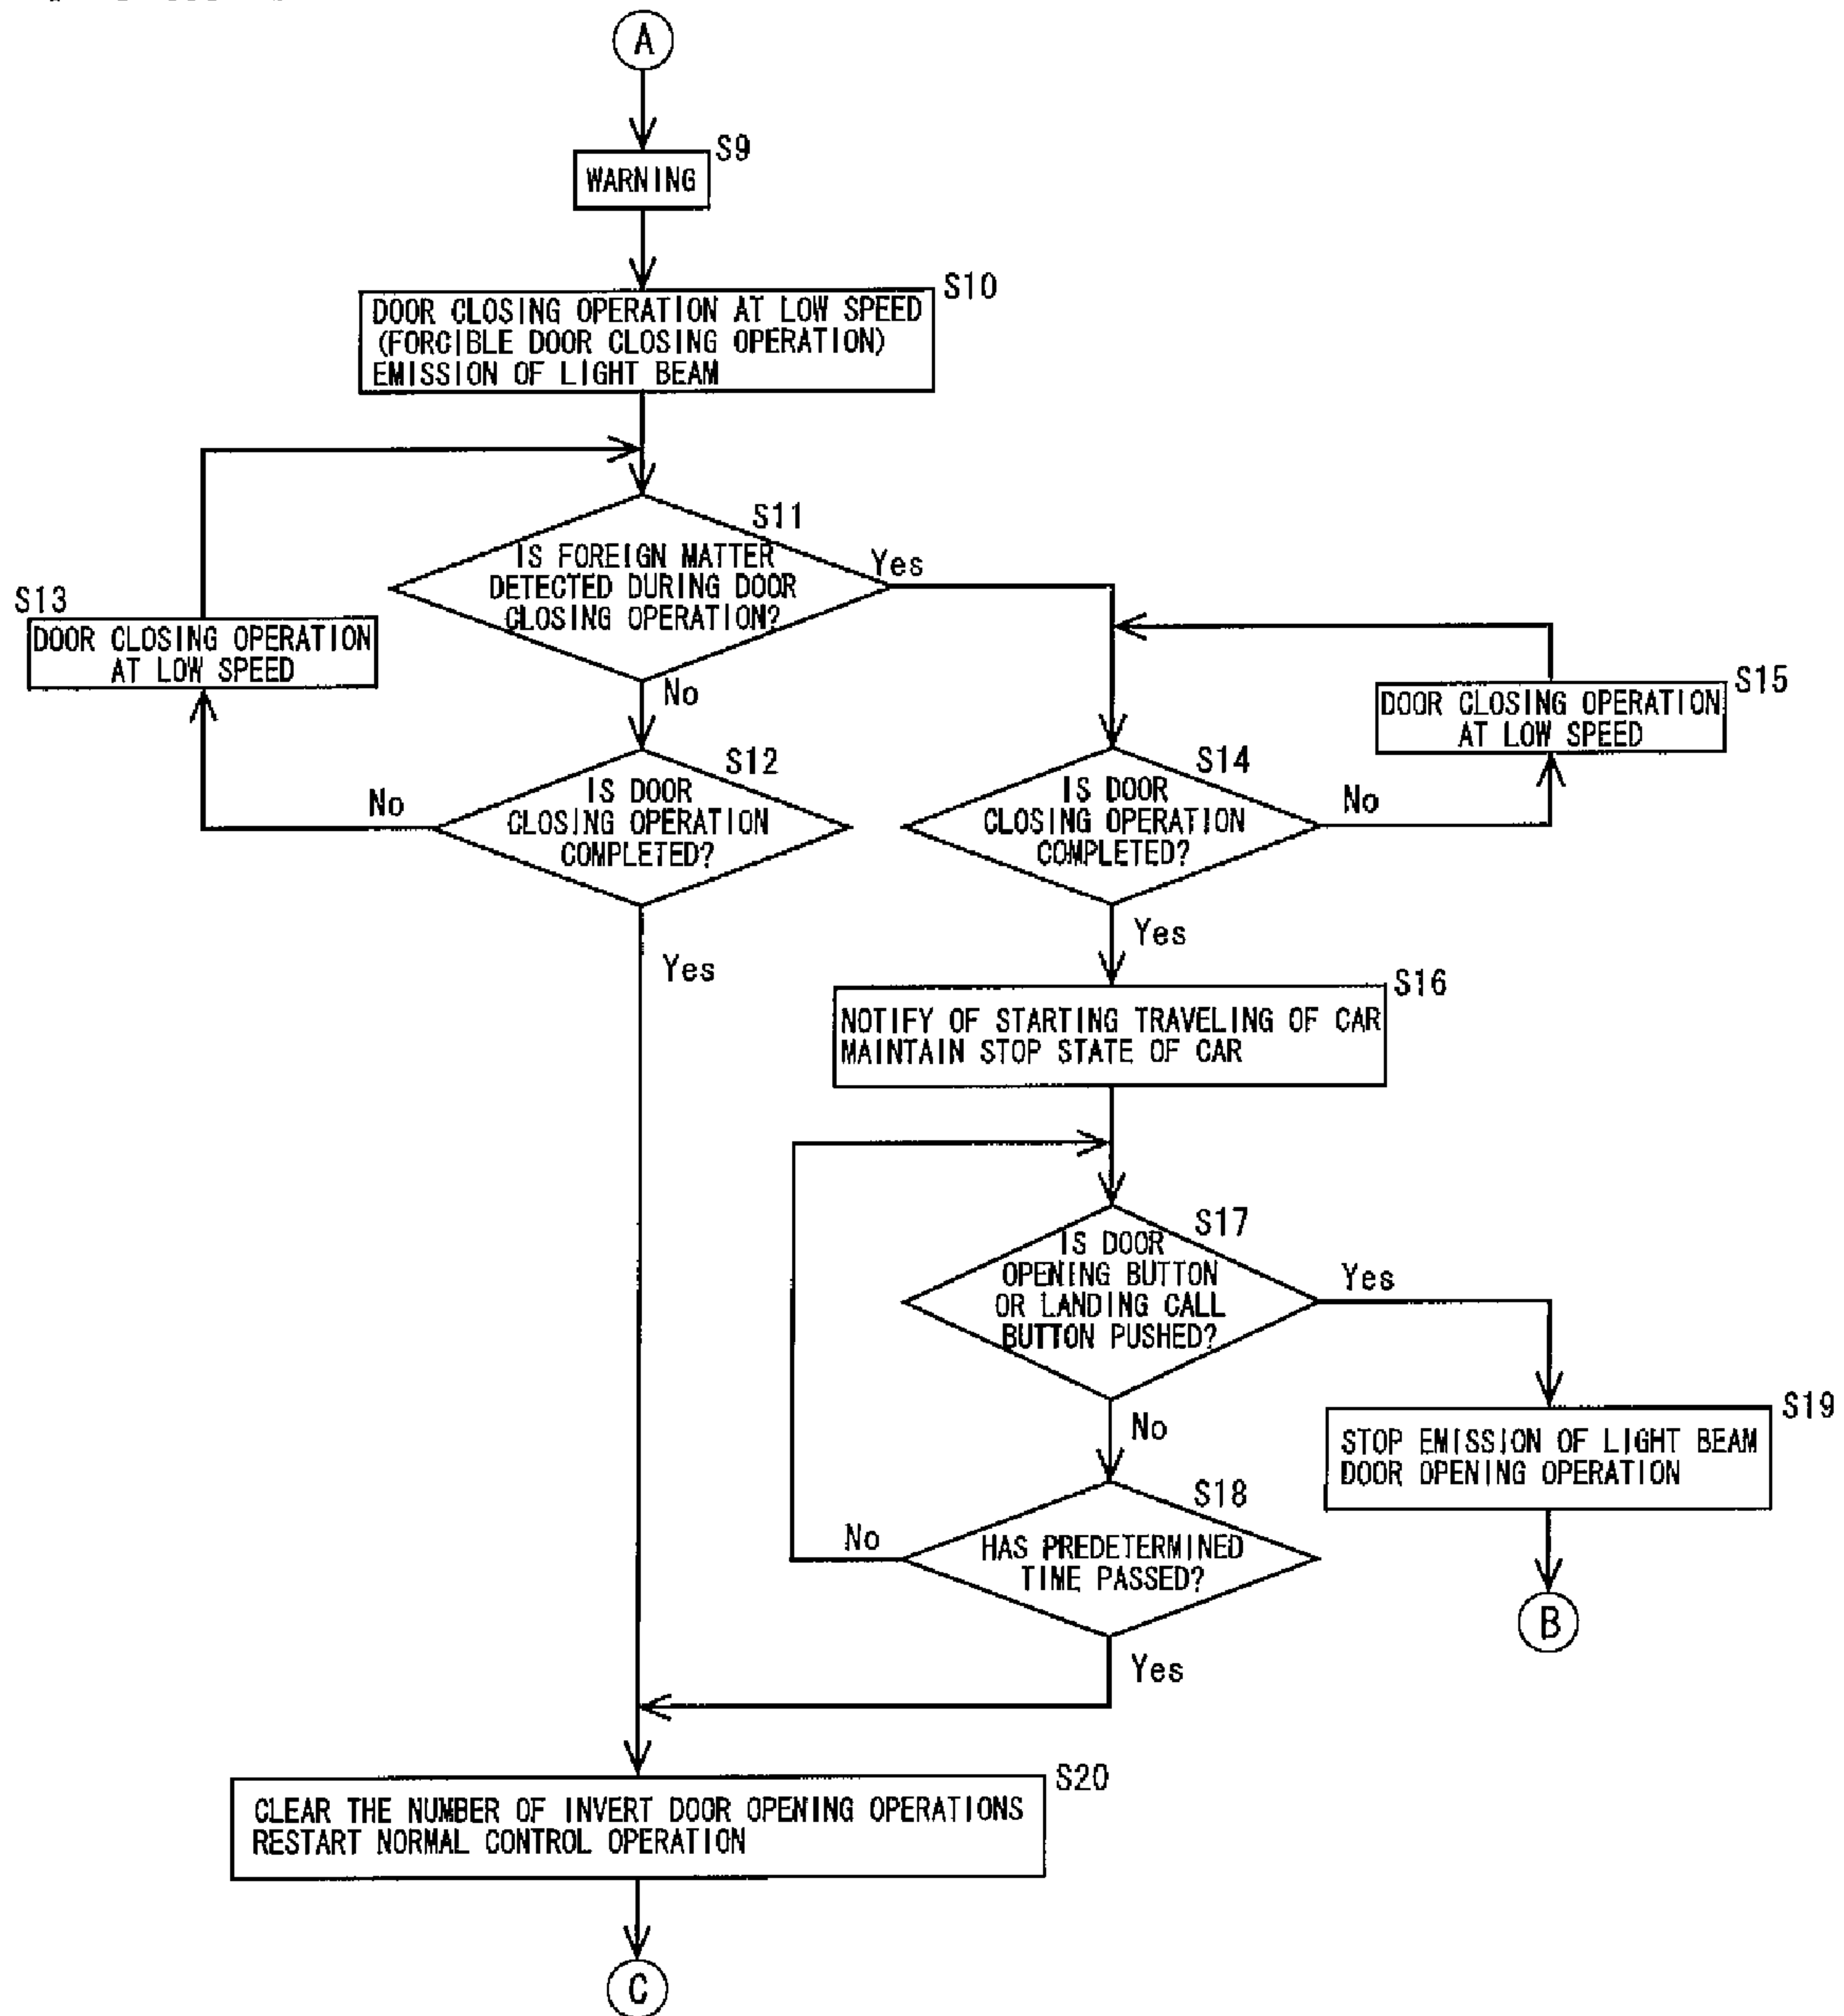 A
S9
WARNING
S10
DOOR CLOSING OPERATION AT LOW SPEED
(FORCIBLE DOOR CLOSING OPERATION)
EMISSION OF LIGHT BEAM
S11
IS FOREIGN MATTER
DETECTED DURING DOOR
CLOSING OPERATION?
Yes
No
S13
DOOR CLOSING OPERATION
AT LOW SPEED
S12
IS DOOR
CLOSING OPERATION
COMPLETED?
No
Yes
S15
DOOR CLOSING OPERATION
AT LOW SPEED
S14
IS DOOR
CLOSING OPERATION
COMPLETED?
No
Yes
S16
NOTIFY OF STARTING TRAVELING OF CAR
MAINTAIN STOP STATE OF CAR
S17
IS DOOR
OPENING BUTTON
OR LANDING CALL
BUTTON PUSHED?
Yes
No
S19
STOP EMISSION OF LIGHT BEAM
DOOR OPENING OPERATION
B
S18
HAS PREDETERMINED
TIME PASSED?
No
Yes
S20
CLEAR THE NUMBER OF INVERT DOOR OPENING OPERATIONS
RESTART NORMAL CONTROL OPERATION
C